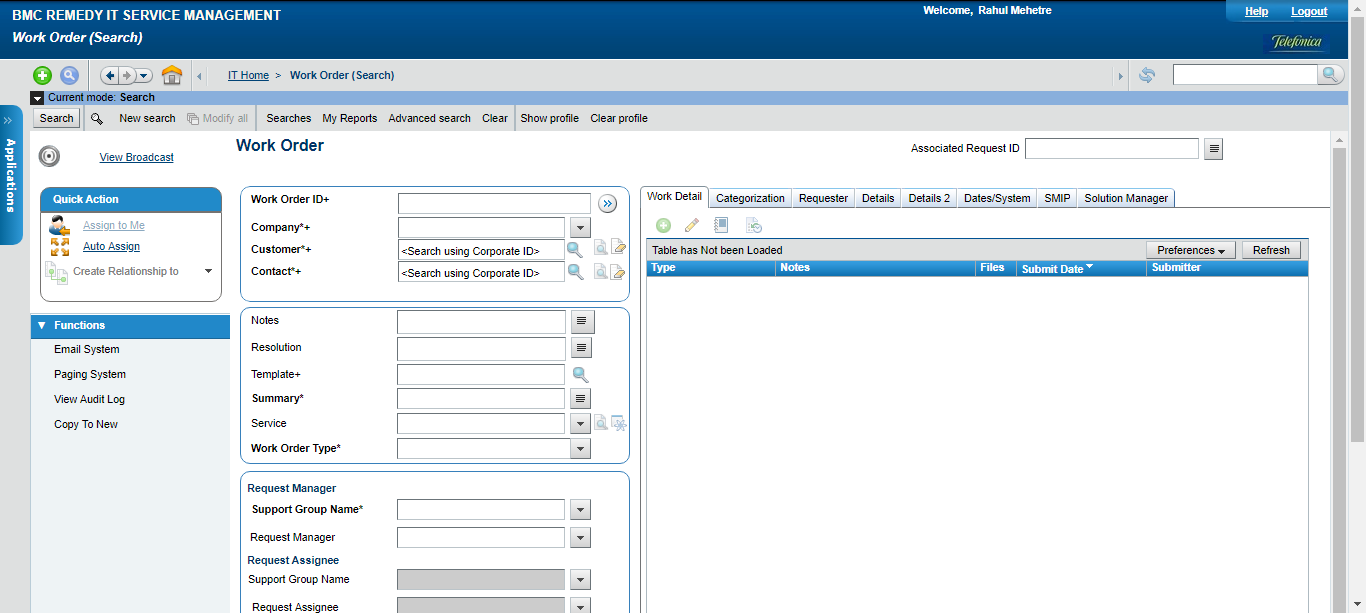 BMC REMEDY IT SERVICE MANAGEMENT
Welcome, Rahul Mehetre
Help Logout
Work Order (Search)
Telefónica
IT Home > Work Order (Search)
Current mode: Search
Search New search Modify all Searches My Reports Advanced search Clear Show profile Clear profile
Applications
View Broadcast
Work Order
Associated Request ID
Quick Action
Assign to Me
Auto Assign
Create Relationship to
Functions
Email System
Paging System
View Audit Log
Copy To New
Work Order ID+
Company*+
Customer*+ <Search using Corporate ID>
Contact*+ <Search using Corporate ID>
Notes
Resolution
Template+
Summary*
Service
Work Order Type*
Request Manager
Support Group Name*
Request Manager
Request Assignee
Support Group Name
Request Assignee
Work Detail Categorization Requester Details Details 2 Dates/System SMIP Solution Manager
Table has Not been Loaded Preferences Refresh
Type Notes Files Submit Date Submitter